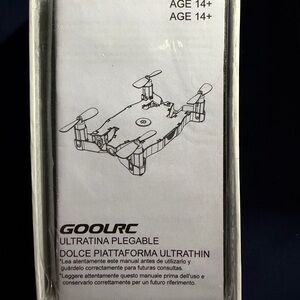 AGE 14+
AGE 14+
GOOLRC
ULTRATINA PLEGABLE
DOLCE PIATTAFORMA ULTRATHIN
*Lea atentamente este manual antes de utilizarlo y
guárdelo correctamente para futuras consultas.
*Leggere attentamente questo manuale prima dell'uso e
conservarlo correttamente per un futuro riferimento.